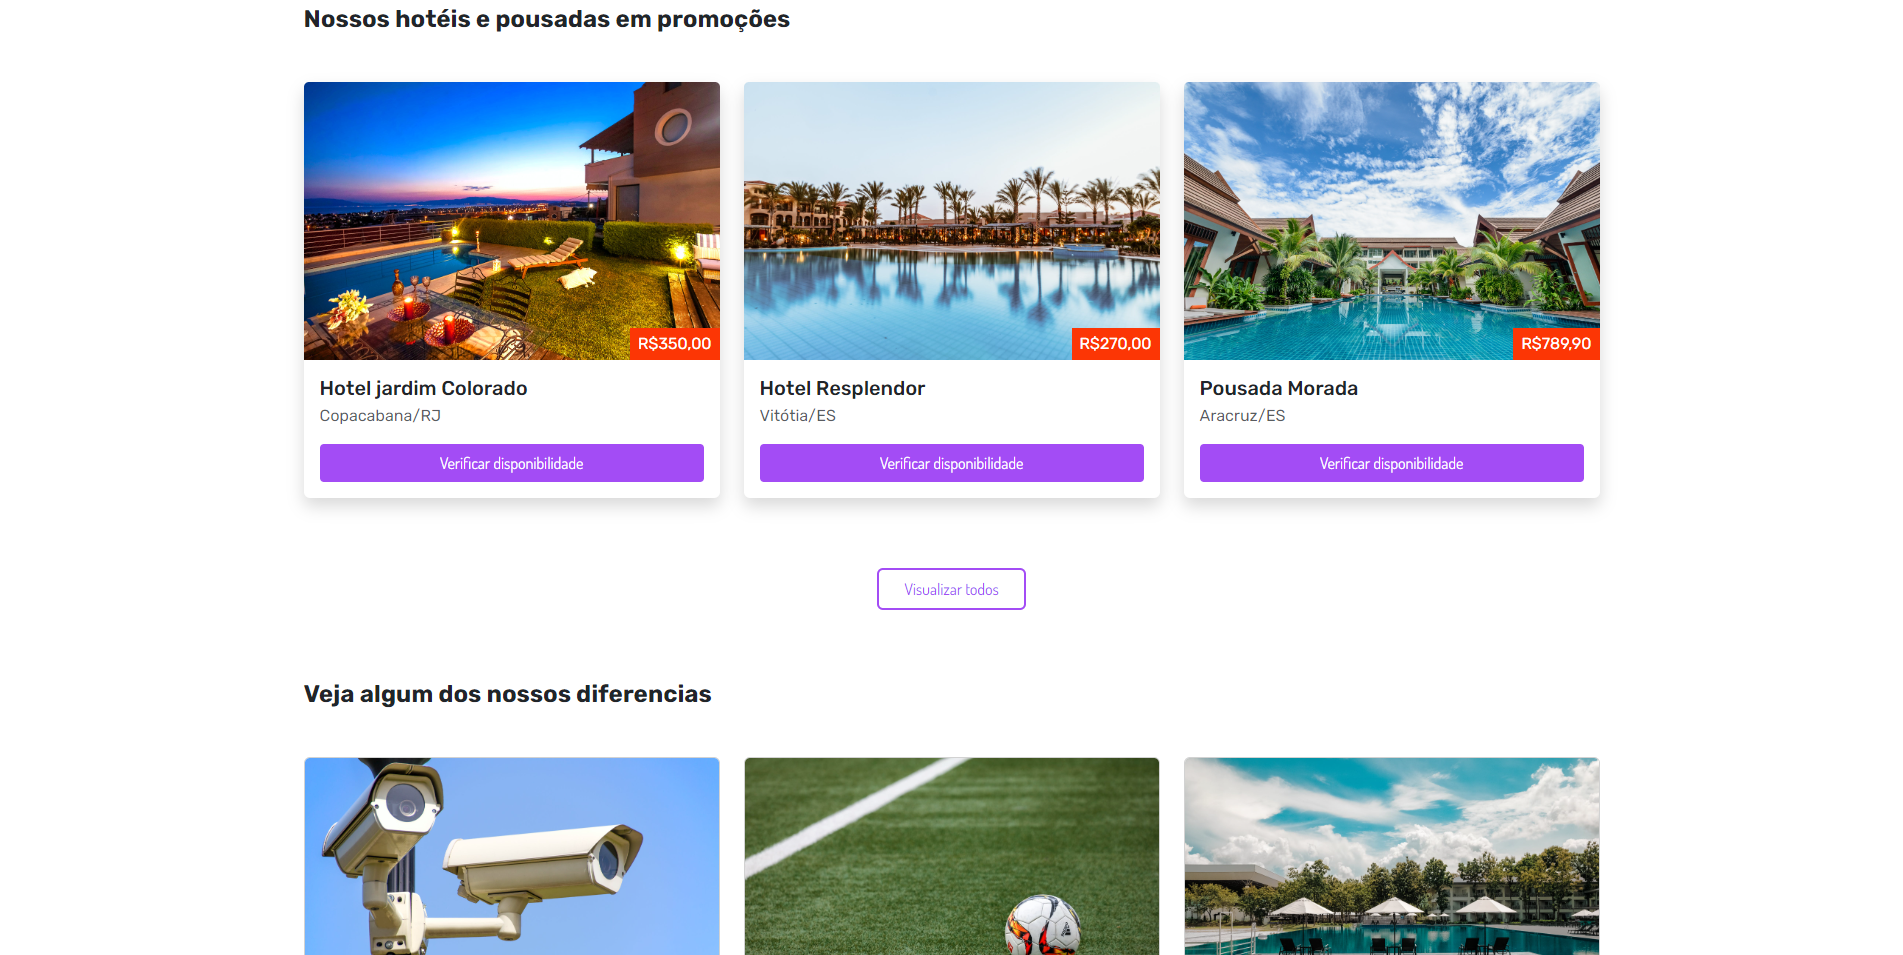 Nossos hotéis e pousadas em promoções
R$350,00
R$270,00
R$789,90
Hotel jardim Colorado
Copacabana/RJ
Verificar disponibilidade
Hotel Resplendor
Vitótia/ES
Verificar disponibilidade
Pousada Morada
Aracruz/ES
Verificar disponibilidade
Visualizar todos
Veja algum dos nossos diferencias